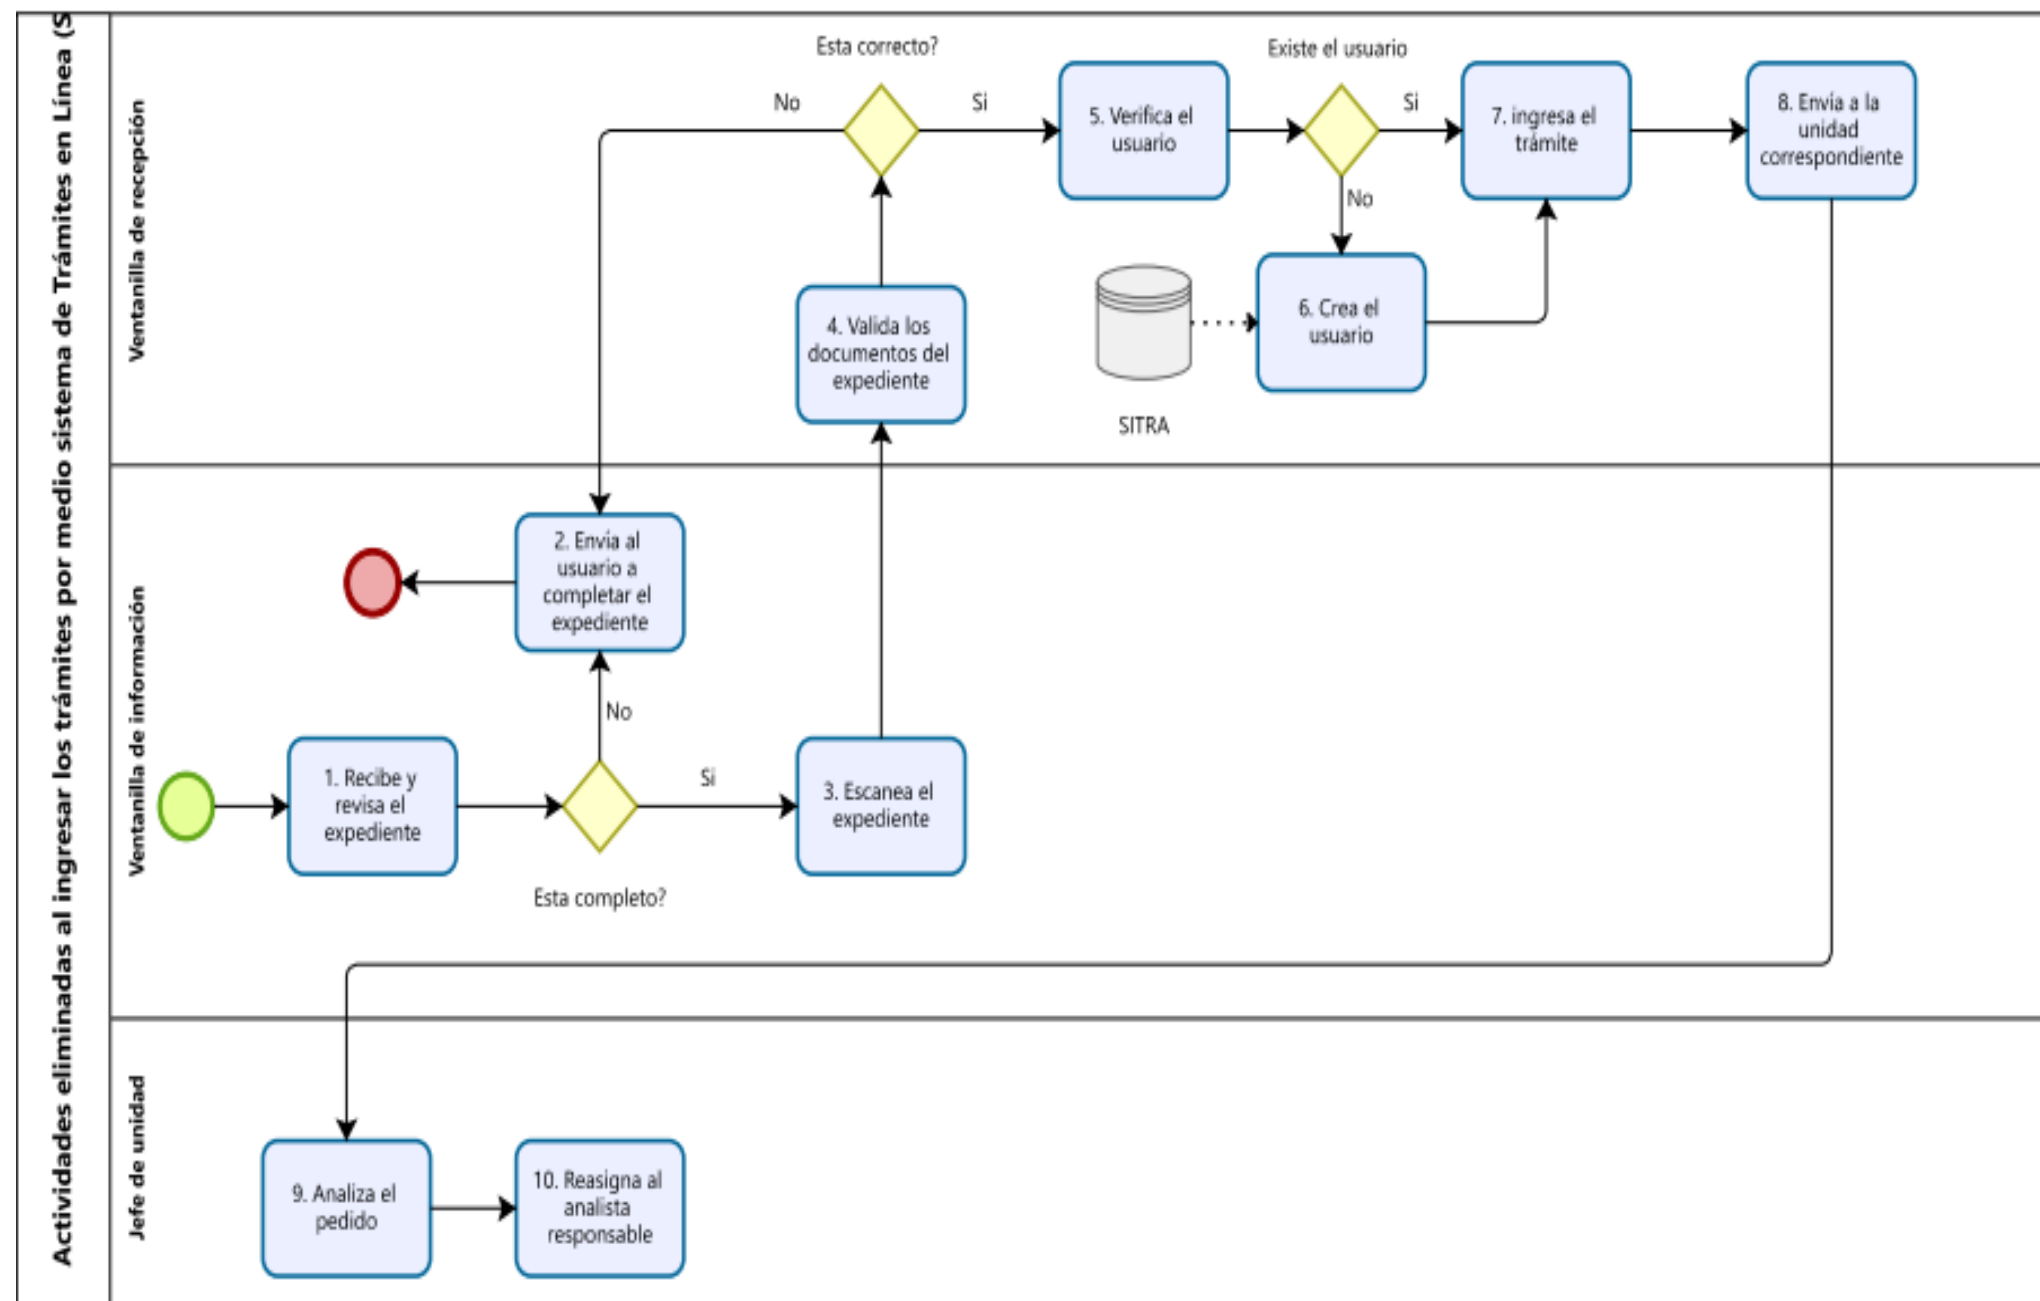 Actividades eliminadas al ingresar los trámites por medio sistema de Trámites en Línea (S
Ventanilla de recepción
Esta correcto?
No
Si
5. Verifica el
usuario
Existe el usuario
Si
No
7. ingresa el
trámite
8. Envía a la
unidad
correspondiente
4. Valida los
documentos del
expediente
SITRA
6. Crea el
usuario
Ventanilla de información
2. Envia al
usuario a
completar el
expediente
No
1. Recibe y
revisa el
expediente
Si
Esta completo?
3. Escanea el
expediente
Jefe de unidad
9. Analiza el
pedido
10. Reasigna al
analista
responsable